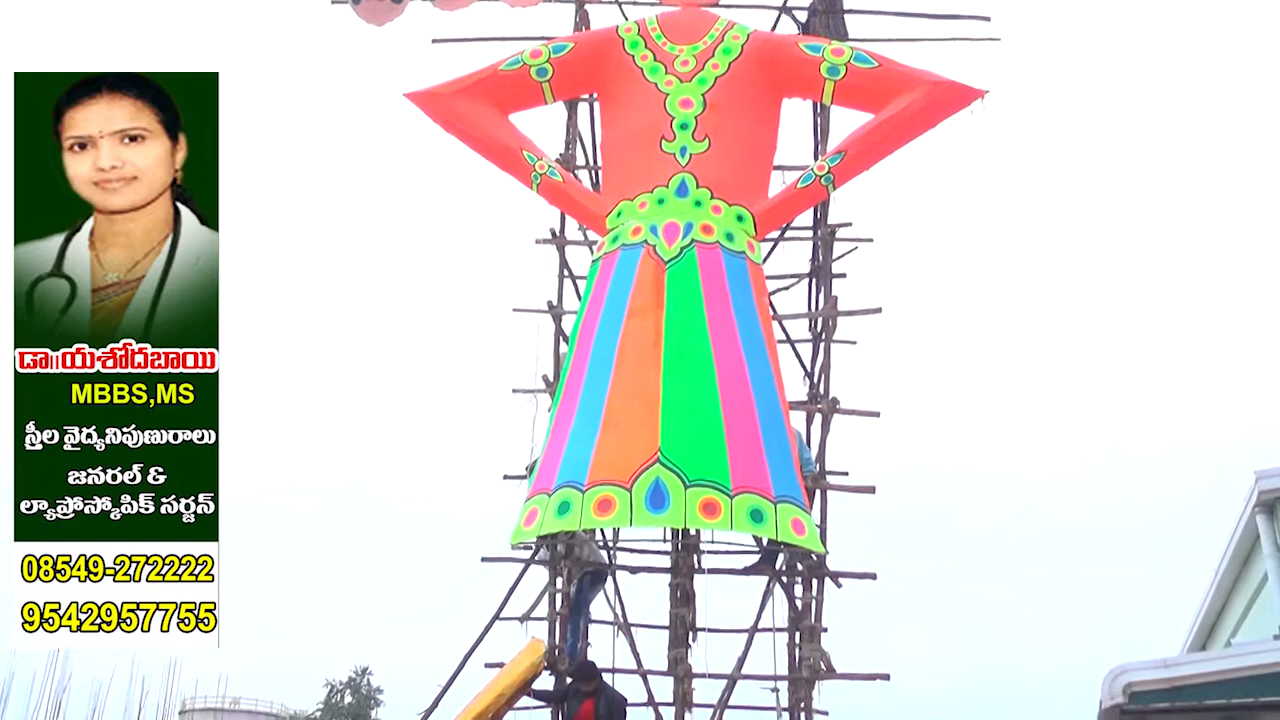 డా॥యశోదబాయి
MBBS,MS
స్త్రీల వైద్యనిపుణురాలు
జనరల్ &
ల్యాప్రోస్కోపిక్ సర్జన్
08549-272222
9542957755